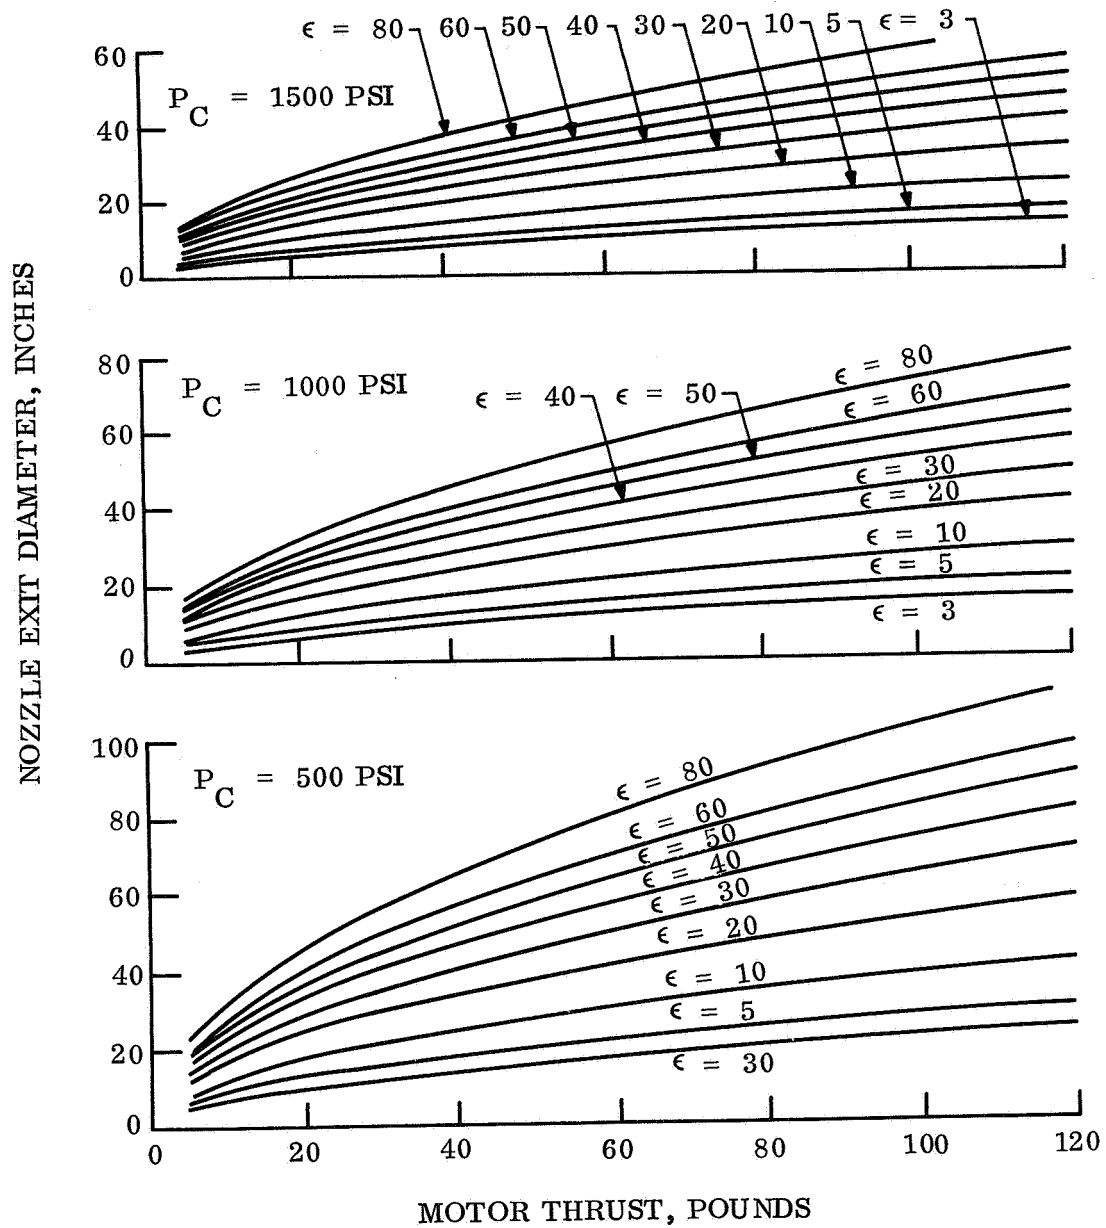 ϵ = 80 60 50 40 30 20 10 5 ϵ = 3
60
P_C = 1500 PSI
40
20
0
NOZZLE EXIT DIAMETER, INCHES
80
ϵ = 80
P_C = 1000 PSI
ϵ = 40 ϵ = 50
ϵ = 60
60
ϵ = 30
ϵ = 20
40
ϵ = 10
ϵ = 5
20
ϵ = 3
0
100
P_C = 500 PSI
ϵ = 80
80
ϵ = 60
ϵ = 50
ϵ = 40
60
ϵ = 30
ϵ = 20
40
ϵ = 10
ϵ = 5
20
ϵ = 30
0
0 20 40 60 80 100 120
MOTOR THRUST, POUNDS